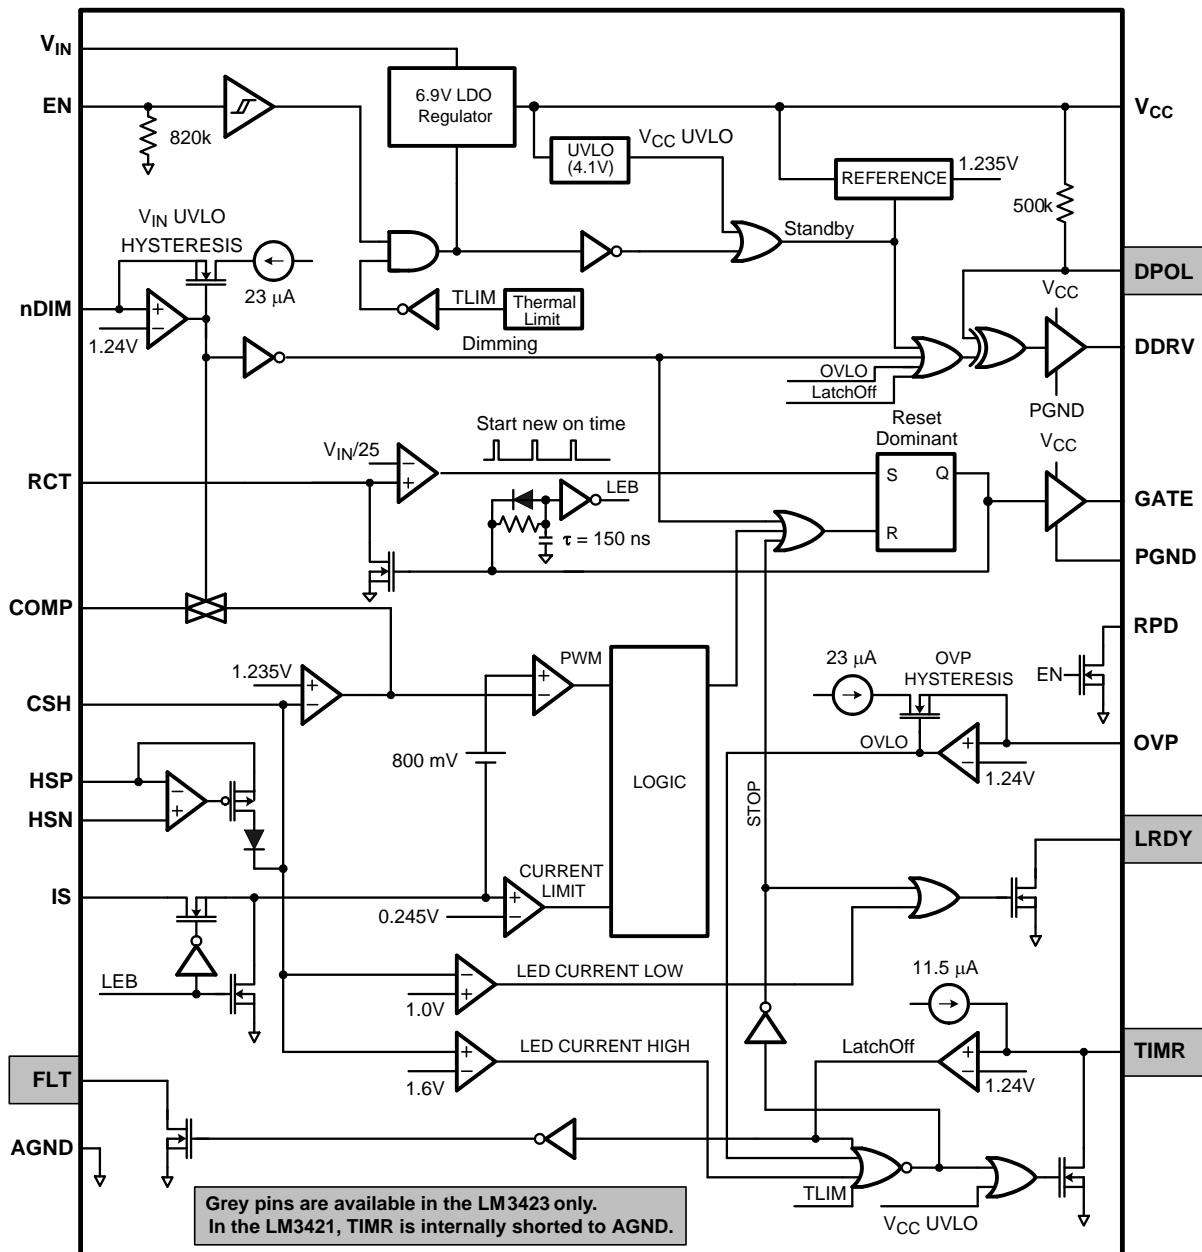 V_IN
EN
820k
6.9V LDO
Regulator
V_CC UVLO
UVLO
(4.1V)
REFERENCE
1.235V
V_CC
500k
V_IN UVLO
HYSTERESIS
23 µA
Standby
DPOL
nDIM
1.24V
TLIM
Thermal
Limit
Dimming
V_CC
DDRV
OVLO
LatchOff
PGND
Start new on time
Reset
Dominant
V_IN/25
V_CC
RCT
S
Q
R
LEB
τ = 150 ns
GATE
PGND
COMP
RPD
EN
1.235V
PWM
23 µA
OVP
HYSTERESIS
CSH
OVLO
OVP
1.24V
800 mV
LOGIC
HSP
HSN
STOP
LRDY
IS
CURRENT
LIMIT
0.245V
LEB
LED CURRENT LOW
1.0V
11.5 µA
LED CURRENT HIGH
1.6V
LatchOff
TIMR
1.24V
FLT
AGND
TLIM
V_CC UVLO
Grey pins are available in the LM3423 only.
In the LM3421, TIMR is internally shorted to AGND.